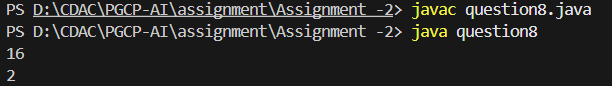 PS D:\CDAC\PGCP-AI\assignment\Assignment -2> javac question8.java
PS D:\CDAC\PGCP-AI\assignment\Assignment -2> java question8
16
2